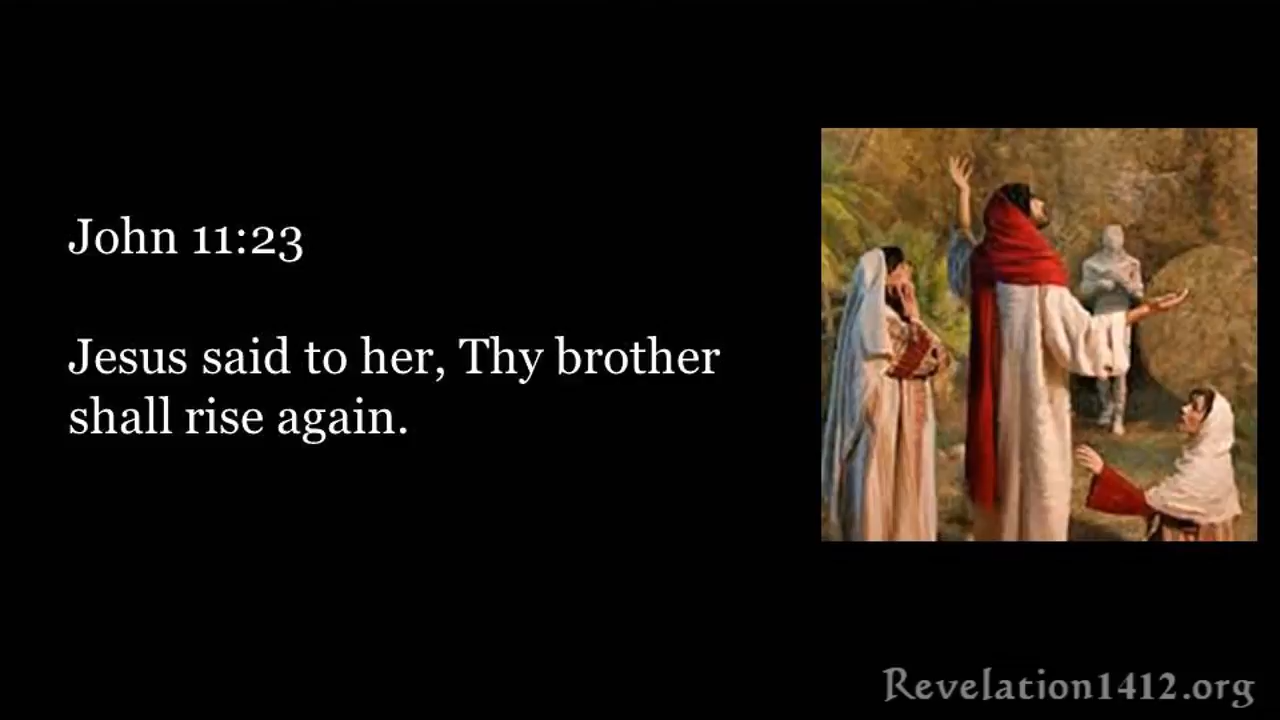 John 11:23
Jesus said to her, Thy brother
shall rise again.
Revelation1412.org